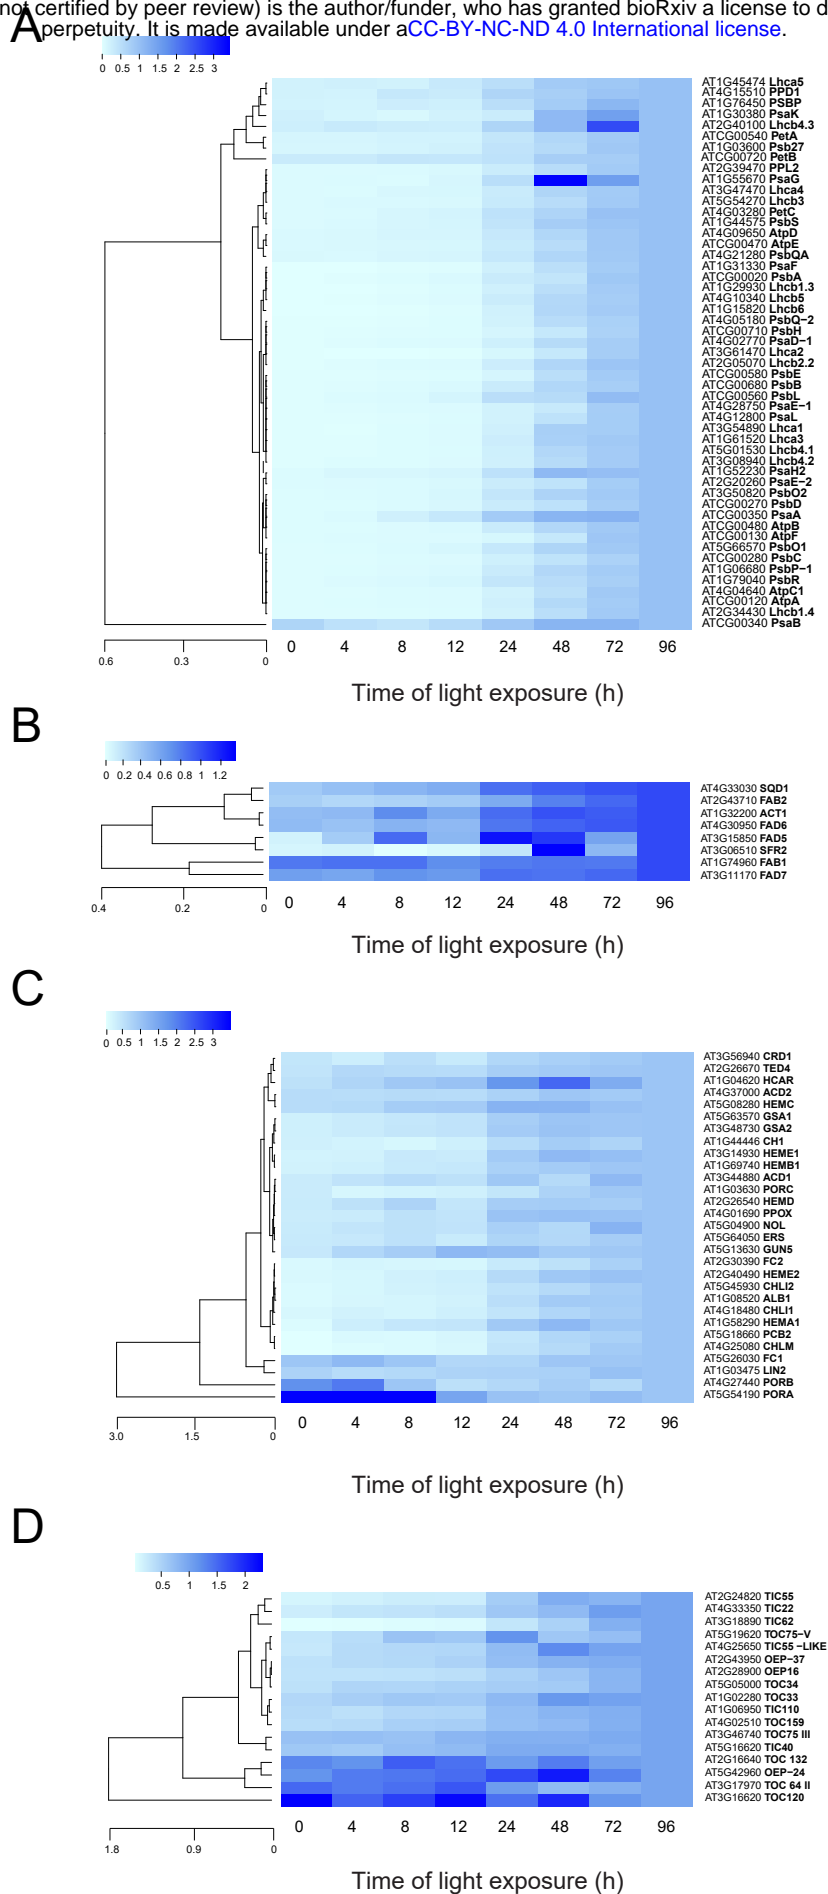 not certified by peer review) is the author/funder, who has granted bioRxiv a license to d
A perpetuity. It is made available under aCC-BY-NC-ND 4.0 International license.
0 0.5 1 1.5 2 2.5 3
AT1G45474 Lhca5
AT4G15510 PPD1
AT1G76450 PSBP
AT1G30380 PsaK
AT2G40100 Lhcb4.3
ATCG00540 PetA
AT1G03600 Psb27
ATCG00720 PetB
AT2G39470 PPL2
AT1G55670 PsaG
AT3G47470 Lhca4
AT5G54270 Lhcb3
AT4G03280 PetC
AT1G44575 PsbS
AT4G09650 AtpD
ATCG00470 AtpE
AT4G21280 PsbQA
AT1G31330 PsaF
ATCG00020 PsbA
AT1G29930 Lhcb1.3
AT4G10340 Lhcb5
AT1G15820 Lhcb6
AT4G05180 PsbQ−2
ATCG00710 PsbH
AT4G02770 PsaD−1
AT3G61470 Lhca2
AT2G05070 Lhcb2.2
ATCG00580 PsbE
ATCG00680 PsbB
ATCG00560 PsbL
AT4G28750 PsaE−1
AT4G12800 PsaL
AT3G54890 Lhca1
AT1G61520 Lhca3
AT5G01530 Lhcb4.1
AT3G08940 Lhcb4.2
AT1G52230 PsaH2
AT2G20260 PsaE−2
AT3G50820 PsbO2
ATCG00270 PsbD
ATCG00350 PsaA
ATCG00480 AtpB
ATCG00130 AtpF
AT5G66570 PsbO1
ATCG00280 PsbC
AT1G06680 PsbP−1
AT1G79040 PsbR
AT4G04640 AtpC1
ATCG00120 AtpA
AT2G34430 Lhcb1.4
ATCG00340 PsaB
0 4 8 12 24 48 72 96
0.6 0.3 0
Time of light exposure (h)
B
0 0.2 0.4 0.6 0.8 1 1.2
AT4G33030 SQD1
AT2G43710 FAB2
AT1G32200 ACT1
AT4G30950 FAD6
AT3G15850 FAD5
AT3G06510 SFR2
AT1G74960 FAB1
AT3G11170 FAD7
0 4 8 12 24 48 72 96
0.4 0.2 0
Time of light exposure (h)
C
0 0.5 1 1.5 2 2.5 3
AT3G56940 CRD1
AT2G26670 TED4
AT1G04620 HCAR
AT4G37000 ACD2
AT5G08280 HEMC
AT5G63570 GSA1
AT3G48730 GSA2
AT1G44446 CH1
AT3G14930 HEME1
AT1G69740 HEMB1
AT3G44880 ACD1
AT1G03630 PORC
AT2G26540 HEMD
AT4G01690 PPOX
AT5G04900 NOL
AT5G64050 ERS
AT5G13630 GUN5
AT2G30390 FC2
AT2G40490 HEME2
AT5G45930 CHLI2
AT1G08520 ALB1
AT4G18480 CHLI1
AT1G58290 HEMA1
AT5G18660 PCB2
AT4G25080 CHLM
AT5G26030 FC1
AT1G03475 LIN2
AT4G27440 PORB
AT5G54190 PORA
0 4 8 12 24 48 72 96
3.0 1.5 0
Time of light exposure (h)
D
0.5 1 1.5 2
AT2G24820 TIC55
AT4G33350 TIC22
AT3G18890 TIC62
AT5G19620 TOC75−V
AT4G25650 TIC55 −LIKE
AT2G43950 OEP−37
AT2G28900 OEP16
AT5G05000 TOC34
AT1G02280 TOC33
AT1G06950 TIC110
AT4G02510 TOC159
AT3G46740 TOC75 III
AT5G16620 TIC40
AT2G16640 TOC 132
AT5G42960 OEP−24
AT3G17970 TOC 64 II
AT3G16620 TOC120
0 4 8 12 24 48 72 96
1.8 0.9 0
Time of light exposure (h)